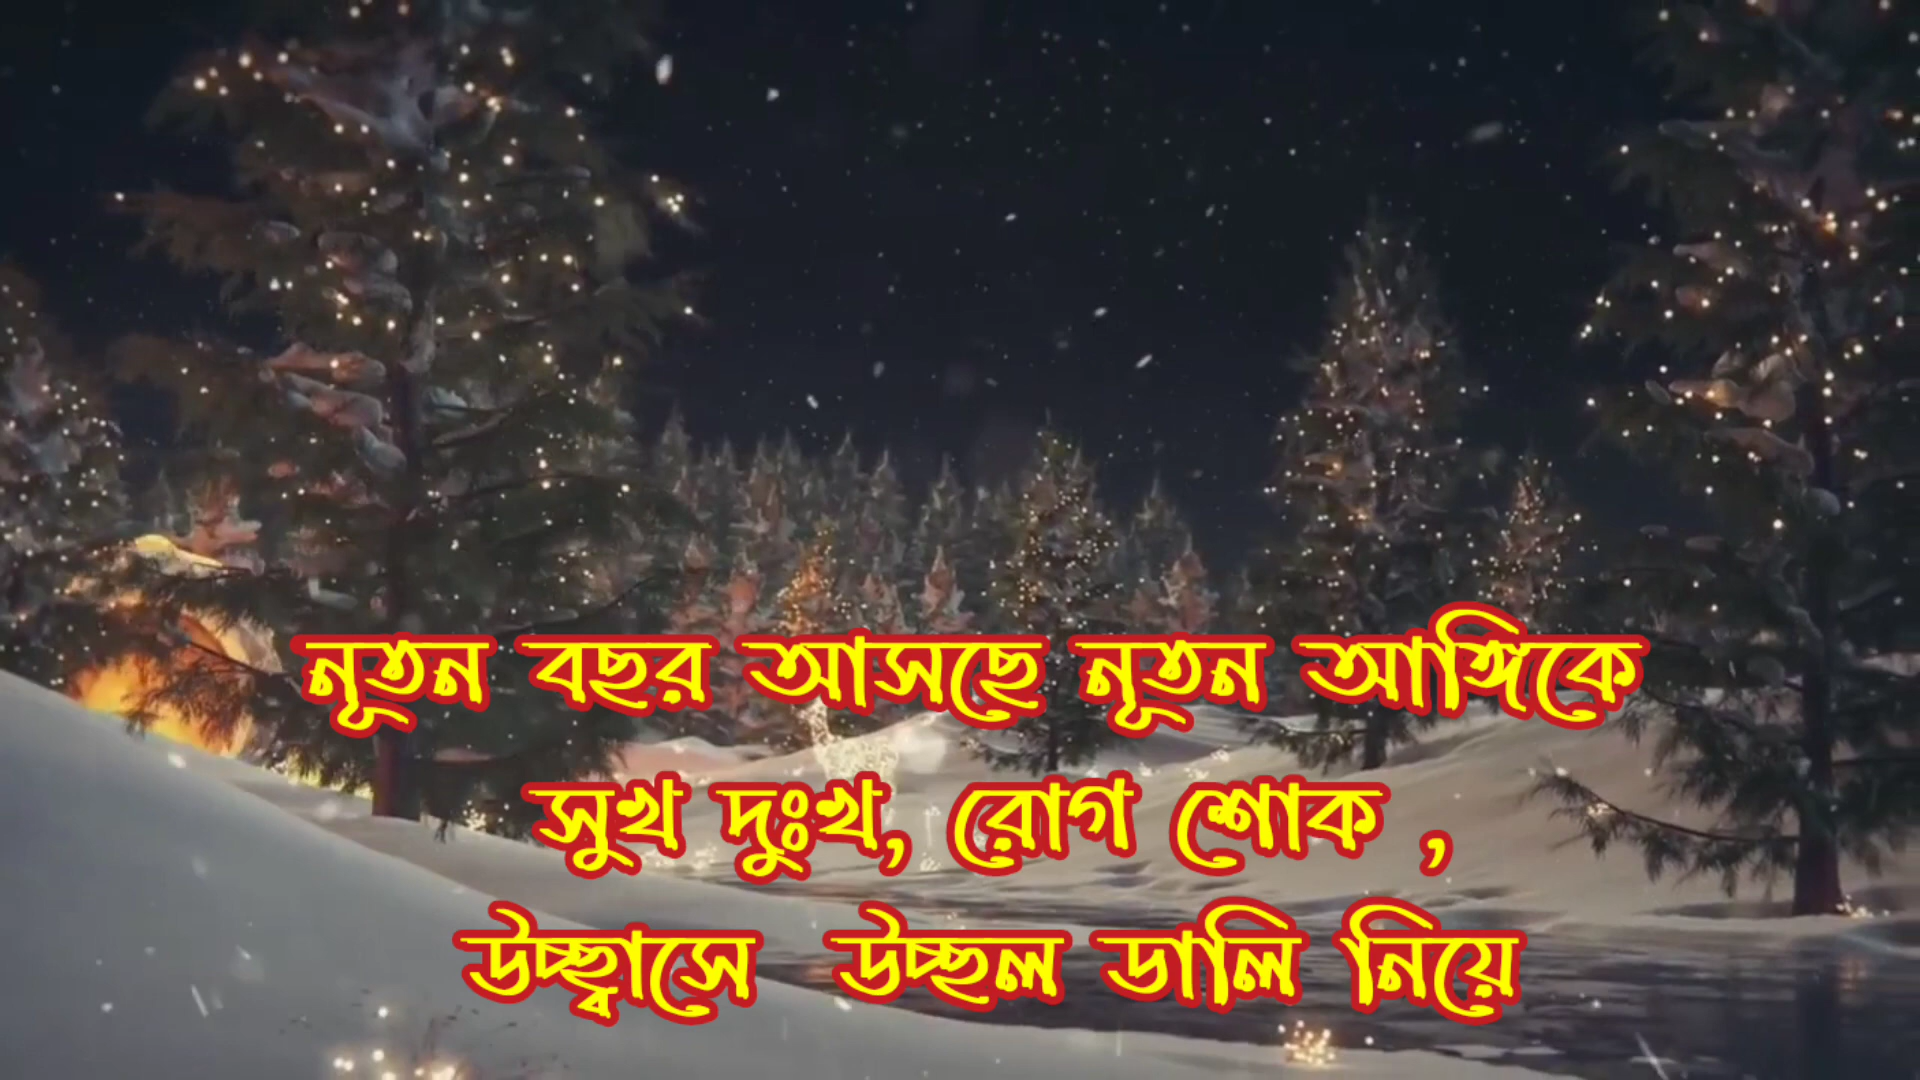 নূতন বছর আসছে নূতন আঙ্গিকে
সুখ দুঃখ, রোগ শোক ,
উচ্ছ্বাসে উচ্ছল ডালি নিয়ে